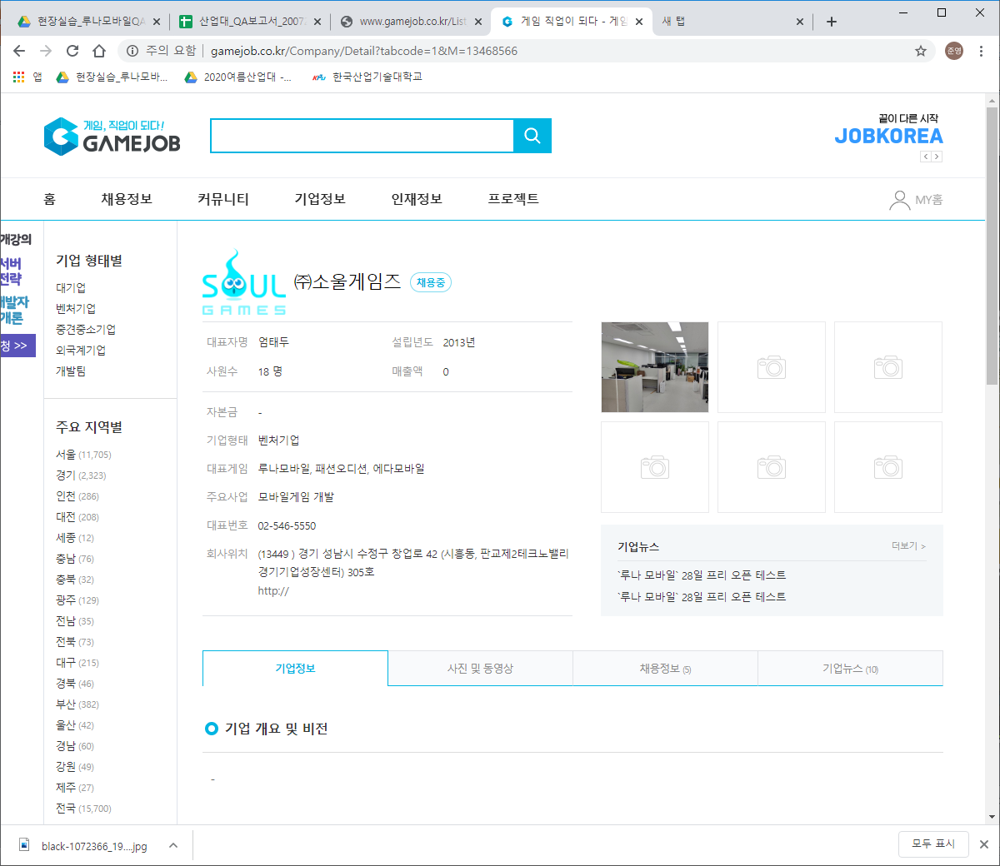 현장실습_루나모바일QA
산업대_QA보고서_2007
www.gamejob.co.kr/List
게임 직업이 되다 - 게임
새 탭
주의 요함
gamejob.co.kr/Company/Detail?tabcode=1&M=13468566
준영
앱
현장실습_루나모바...
2020여름산업대 -...
한국산업기술대학교
게임, 직업이 되다!
GAMEJOB
끝이 다른 시작
JOBKOREA
홈
채용정보
커뮤니티
기업정보
인재정보
프로젝트
MY홈
개강의
서버
전략
개발자
개론
청 >>
기업 형태별
대기업
벤처기업
중견중소기업
외국계기업
개발팀
주요 지역별
서울 (11,705)
경기 (2,323)
인천 (286)
대전 (208)
세종 (12)
충남 (76)
충북 (32)
광주 (129)
전남 (35)
전북 (73)
대구 (215)
경북 (46)
부산 (382)
울산 (42)
경남 (60)
강원 (49)
제주 (27)
전국 (15,700)
SOUL
GAMES
㈜소울게임즈
채용중
대표자명 엄태두
설립년도 2013년
사원수 18 명
매출액 0
자본금 -
기업형태 벤처기업
대표게임 루나모바일, 패션오디션, 에다모바일
주요사업 모바일게임 개발
대표번호 02-546-5550
회사위치 (13449 ) 경기 성남시 수정구 창업로 42 (시흥동, 판교제2테크노밸리
경기기업성장센터) 305호
http://
기업뉴스
더보기 >
`루나 모바일` 28일 프리 오픈 테스트
`루나 모바일` 28일 프리 오픈 테스트
기업정보
사진 및 동영상
채용정보 (5)
기업뉴스 (10)
기업 개요 및 비전
-
black-1072366_19....jpg
모두 표시